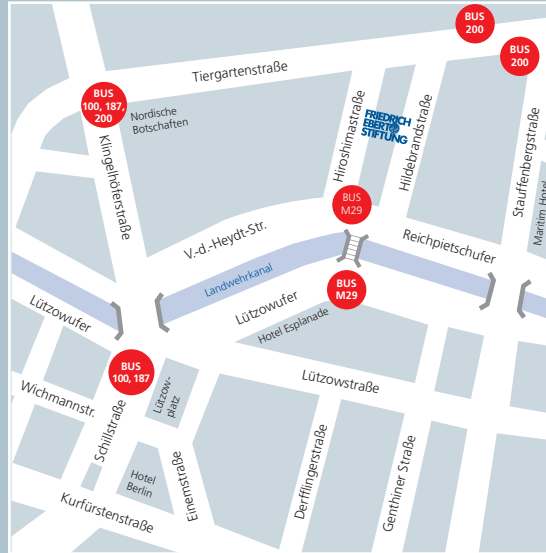 BUS
200
BUS
200
Tiergartenstraße
BUS
100, 187,
200
Nordische
Botschaften
FRIEDRICH
EBERT
STIFTUNG
Hiroshimastraße
Hildebrandstraße
Stauffenbergstraße
Klingelhöferstraße
Maritim Hotel
BUS
M29
V.-d.-Heydt-Str.
Reichpietschufer
Landwehrkanal
BUS
M29
Lützowufer
Lützowufer
Hotel Esplanade
BUS
100, 187
Lützowstraße
Lützow-
platz
Wichmannstr.
Schillstraße
Hotel
Berlin
Einemstraße
Derfflingerstraße
Genthiner Straße
Kurfürstenstraße